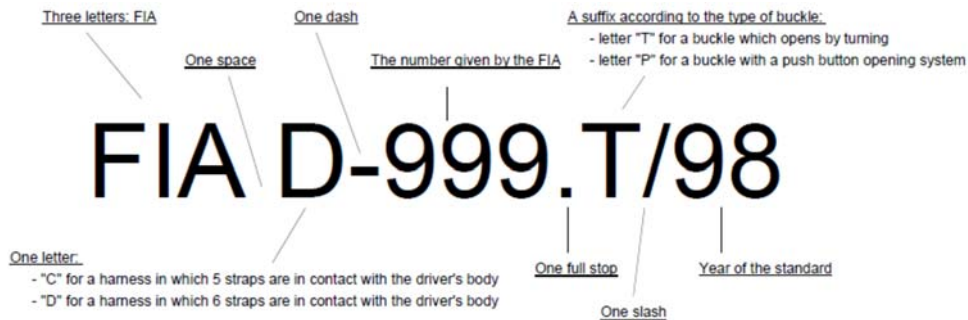 Three letters: FIA
One dash
A suffix according to the type of buckle:
- letter "T" for a buckle which opens by turning
One space
The number given by the FIA
- letter "P" for a buckle with a push button opening system
FIA D-999.T/98
One letter:
- "C" for a harness in which 5 straps are in contact with the driver's body
- "D" for a harness in which 6 straps are in contact with the driver's body
One full stop
Year of the standard
One slash